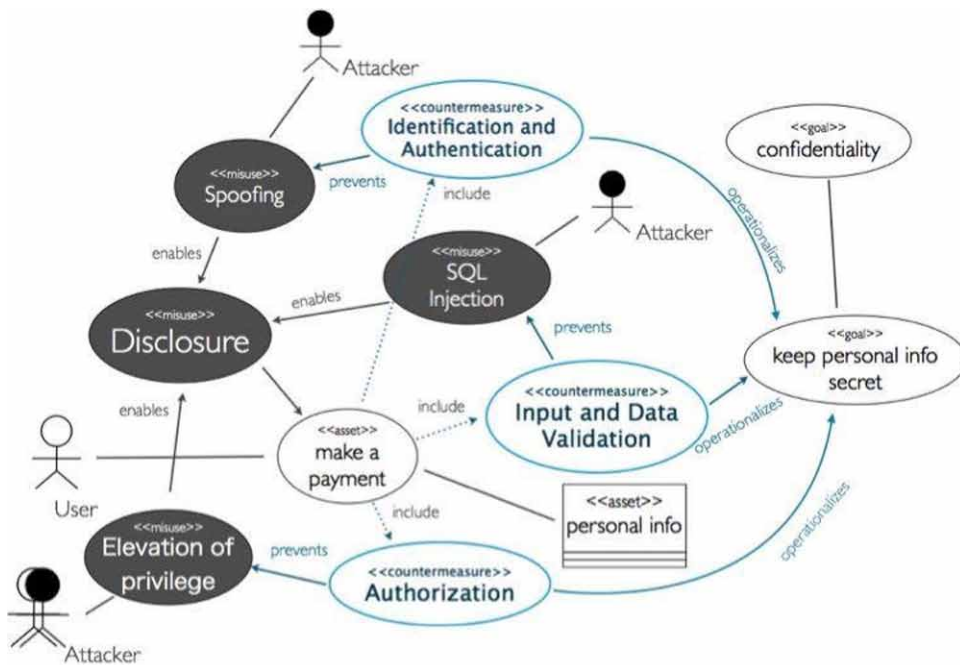 Attacker
<<countermeasure>>
Identification and
Authentication
<<goal>>
confidentiality
<<misuse>>
Spoofing
prevents
include
operationalizes
Attacker
enables
<<misuse>>
SQL
Injection
enables
<<misuse>>
Disclosure
prevents
<<goal>>
keep personal info
secret
enables
include
<<countermeasure>>
Input and Data
Validation
operationalizes
<<asset>>
make a
payment
User
include
<<asset>>
personal info
operationalizes
<<misuse>>
Elevation of
privilege
prevents
<<countermeasure>>
Authorization
Attacker